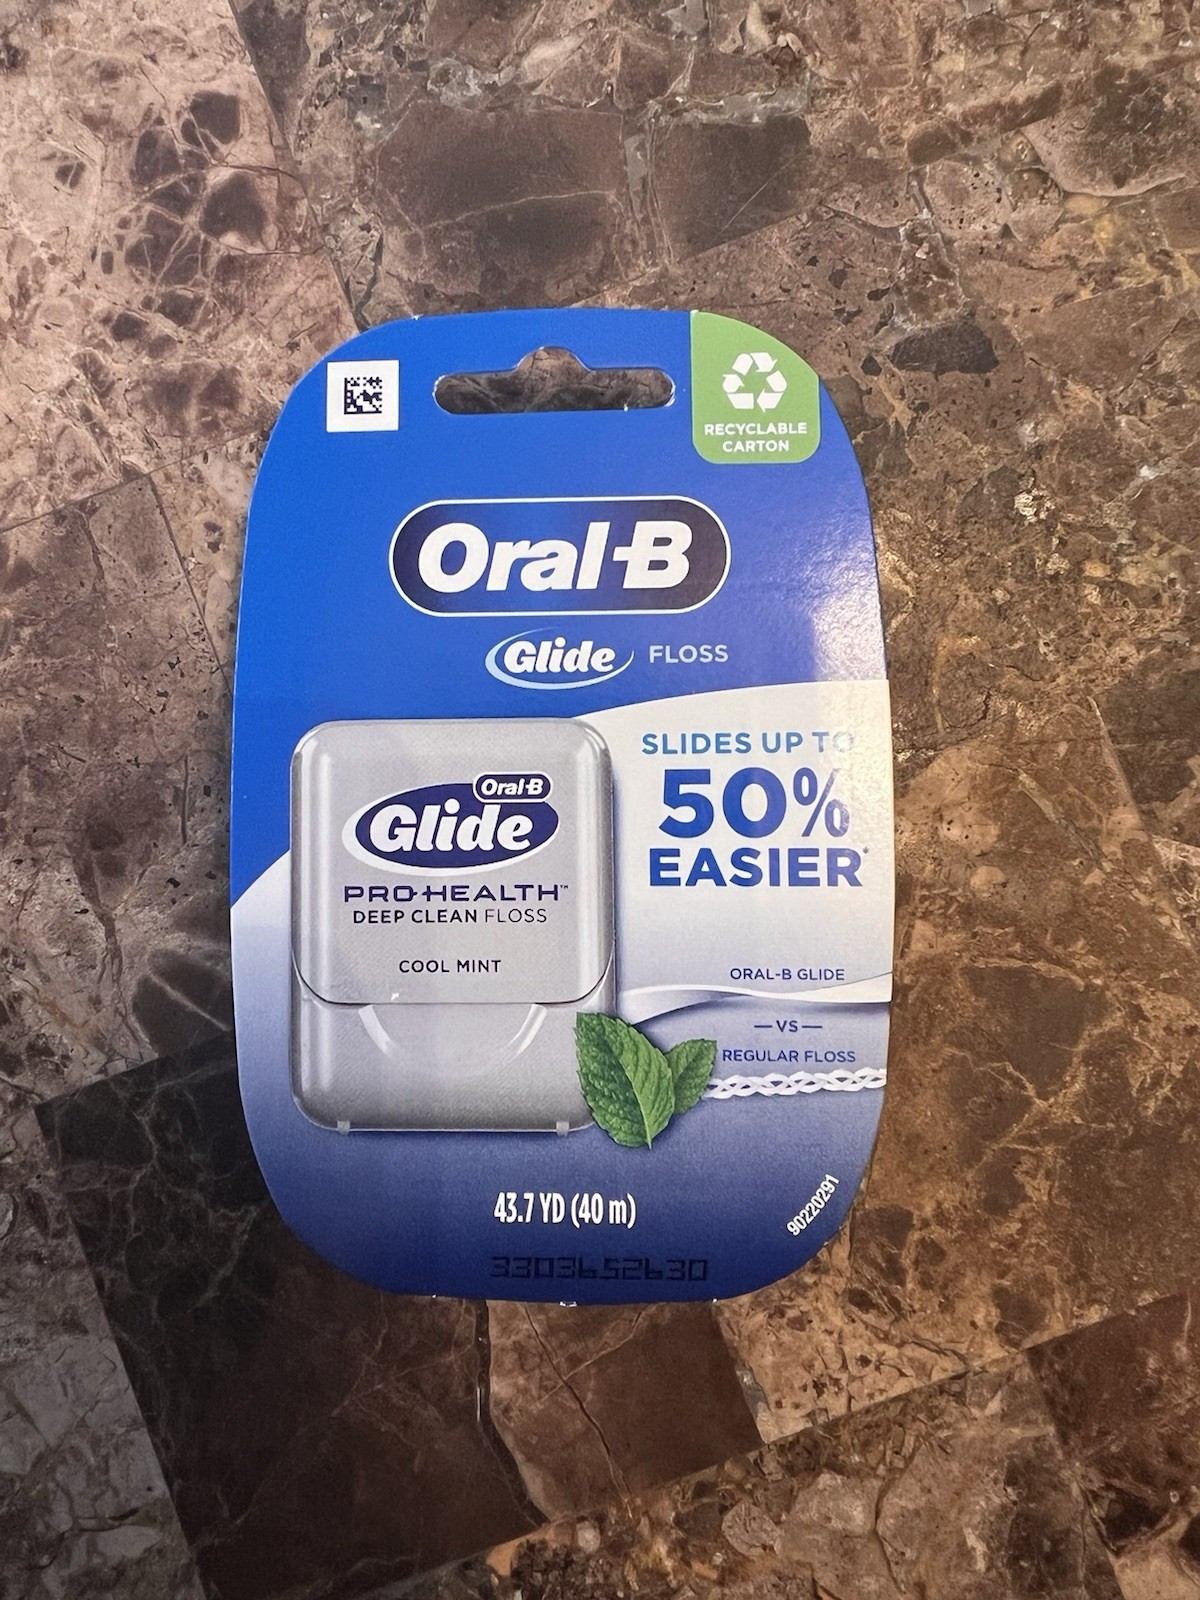 RECYCLABLE
CARTON
Oral-B
Glide FLOSS
SLIDES UP TO
50%
EASIER*
Oral-B
Glide
PRO-HEALTH™
DEEP CLEAN FLOSS
COOL MINT
ORAL-B GLIDE
—VS—
REGULAR FLOSS
43.7 YD (40 m)
90220291
3303652630